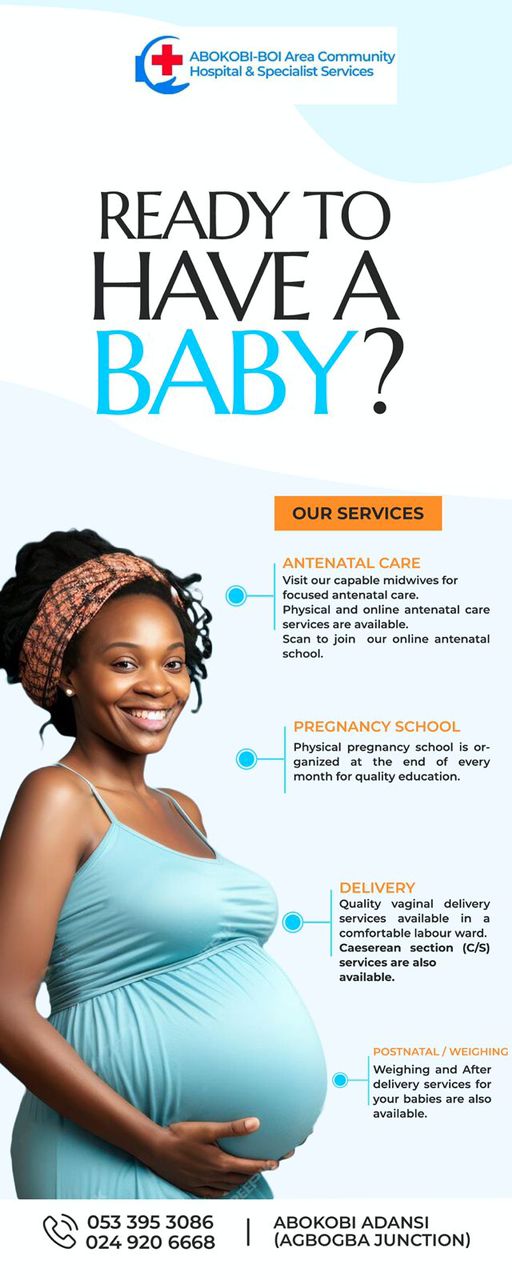 ABOKOBI-BOI Area Community
Hospital & Specialist Services
READY TO
HAVE A
BABY?
OUR SERVICES
ANTENATAL CARE
Visit our capable midwives for
focused antenatal care.
Physical and online antenatal care
services are available.
Scan to join our online antenatal
school.
PREGNANCY SCHOOL
Physical pregnancy school is or-
ganized at the end of every
month for quality education.
DELIVERY
Quality vaginal delivery
services available in a
comfortable labour ward.
Caeserean section (C/S)
services are also
available.
POSTNATAL / WEIGHING
Weighing and After
delivery services for
your babies are also
available.
053 395 3086
024 920 6668
ABOKOBI ADANSI
(AGBOGBA JUNCTION)